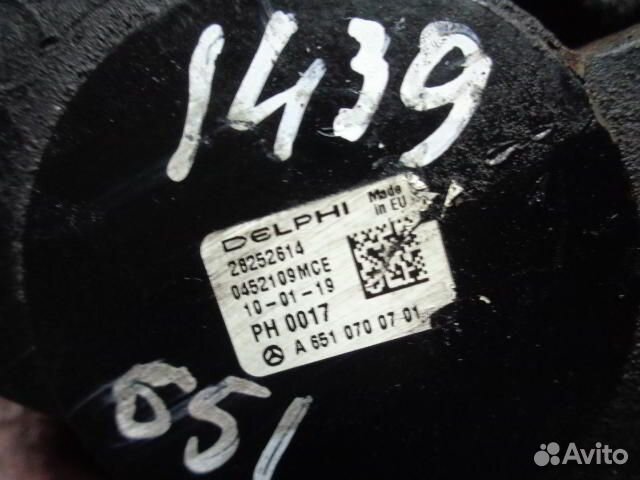 1439
DELPHI
Made
in EU
28252614
0452109MCE
10-01-19
PH 0017
A 651 070 07 01
651
Avito